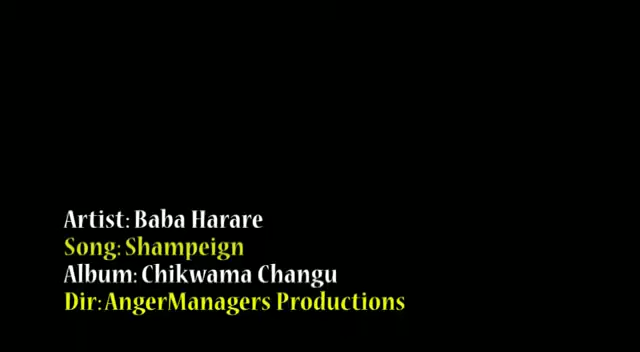 Artist: Baba Harare
Song: Shampeign
Album: Chikwama Changu
Dir: AngerManagers Productions